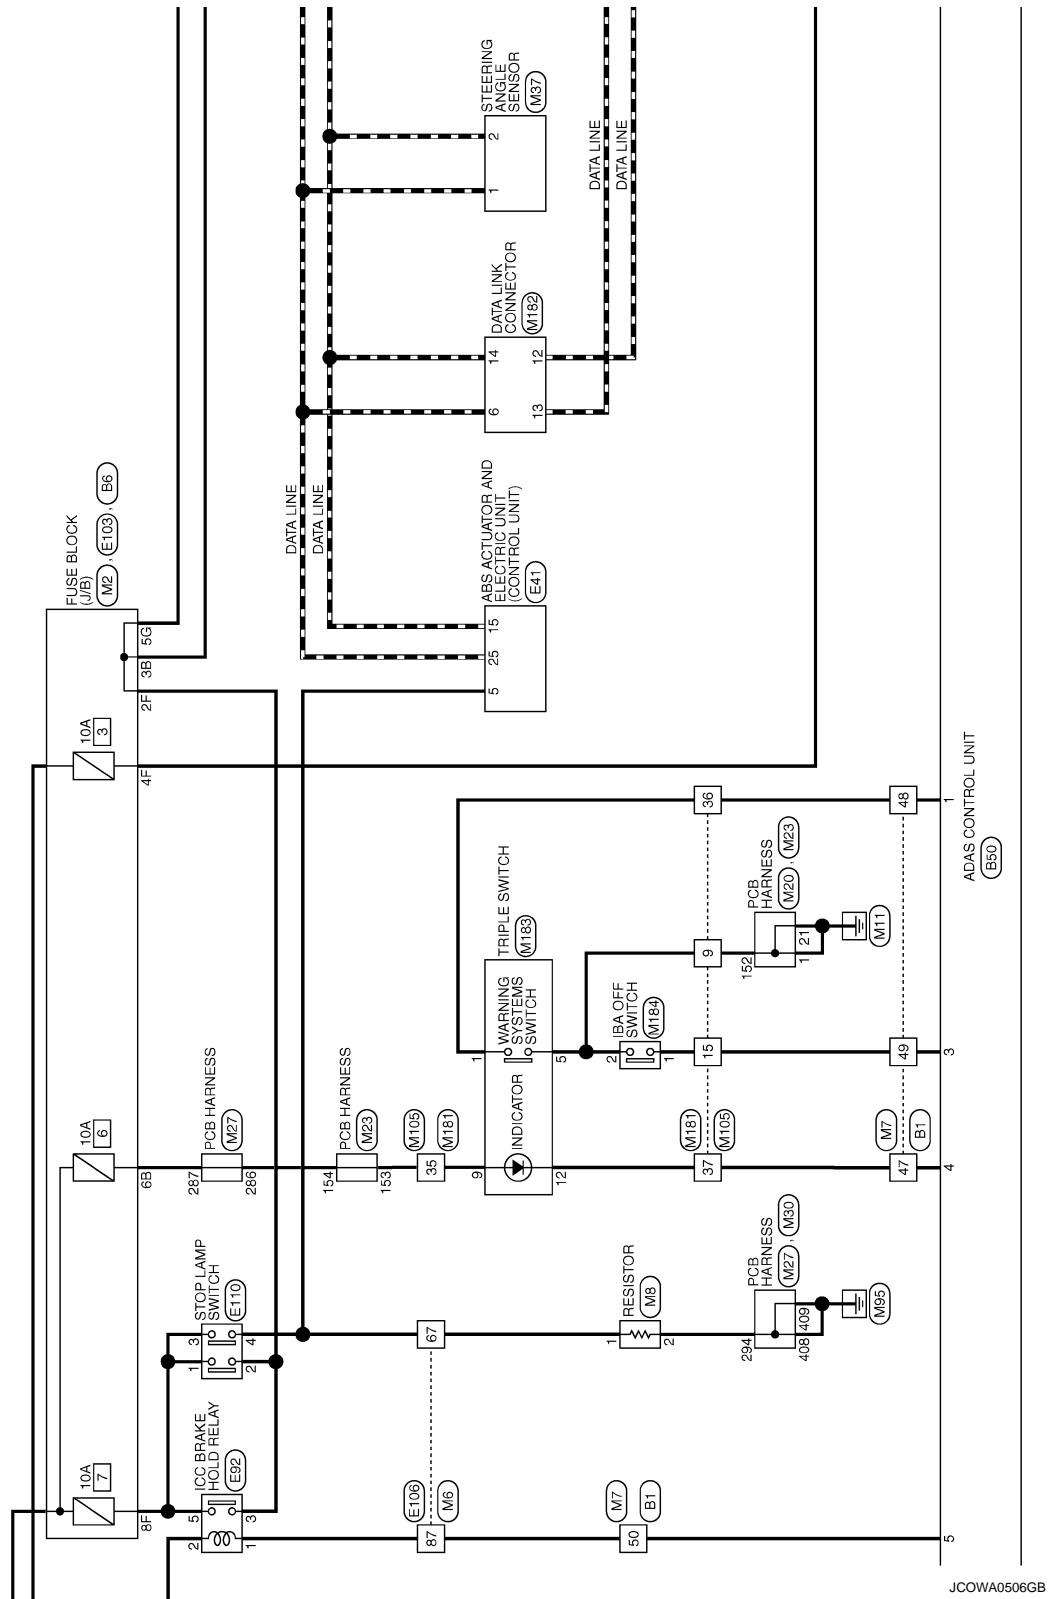 FUSE BLOCK
(J/B)
M2 , E103 , B6
10A
7
10A
6
10A
3
8F
6B
4F
2F
3B
5G
ICC BRAKE
HOLD RELAY
E92
2
5
1
3
STOP LAMP
SWITCH
E110
1
3
2
4
PCB HARNESS
M27
287
286
PCB HARNESS
M23
154
153
M105
M181
35
E106
M6
87
67
M7
B1
50
RESISTOR
M8
1
2
PCB
HARNESS
M27 , M30
294
408
409
M95
TRIPLE SWITCH
M183
INDICATOR
WARNING
SYSTEMS
SWITCH
9
12
1
5
IBA OFF
SWITCH
M184
2
1
M181
M105
37
15
9
36
PCB
HARNESS
M20 , M23
152
1
21
M11
M7
B1
47
49
48
ABS ACTUATOR AND
ELECTRIC UNIT
(CONTROL UNIT)
E41
5
25
15
DATA LINE
DATA LINE
DATA LINK
CONNECTOR
M182
6
14
13
12
STEERING
ANGLE
SENSOR
M37
1
2
DATA LINE
DATA LINE
5
4
3
1
ADAS CONTROL UNIT
B50
JCOWA0506GB